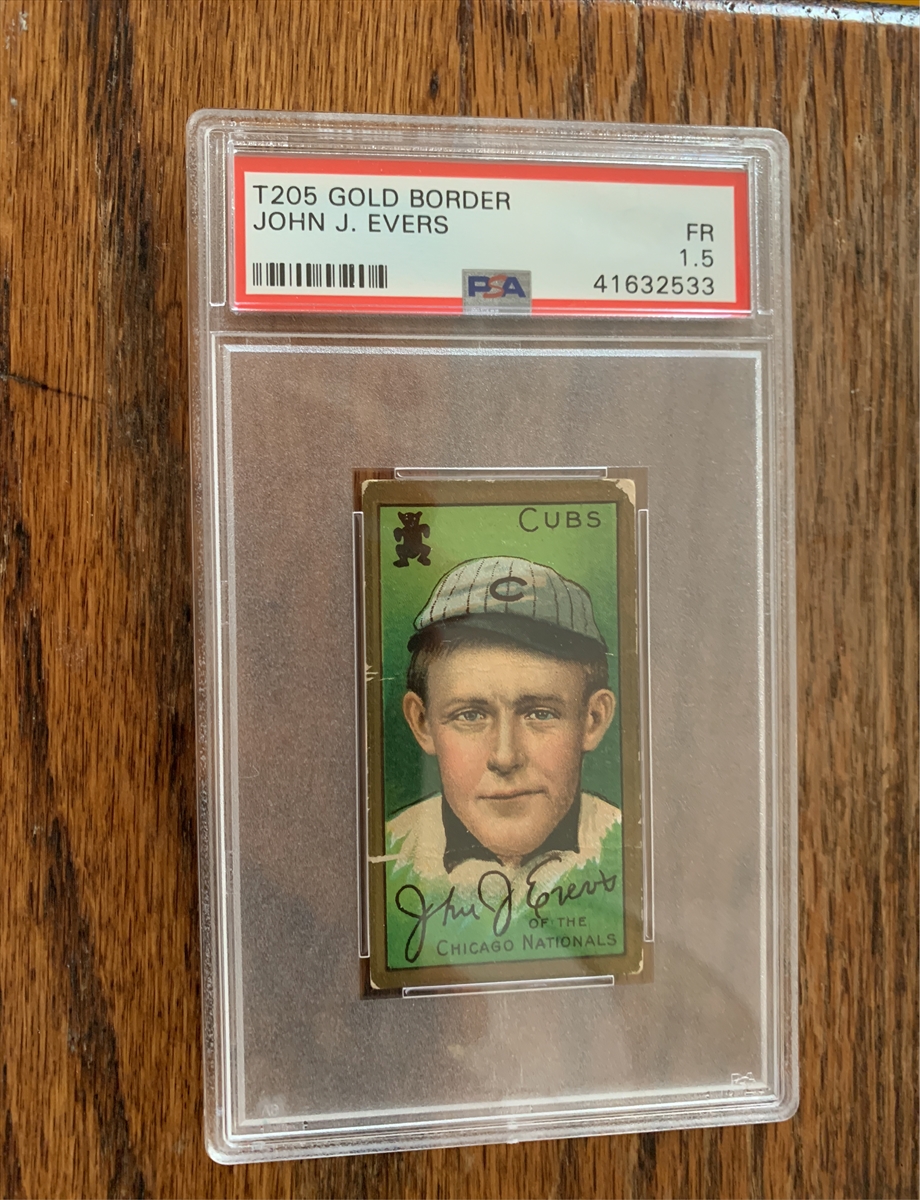 T205 GOLD BORDER
JOHN J. EVERS
FR
1.5
PSA
41632533
CUBS
C
John J Evers
OF THE
CHICAGO NATIONALS